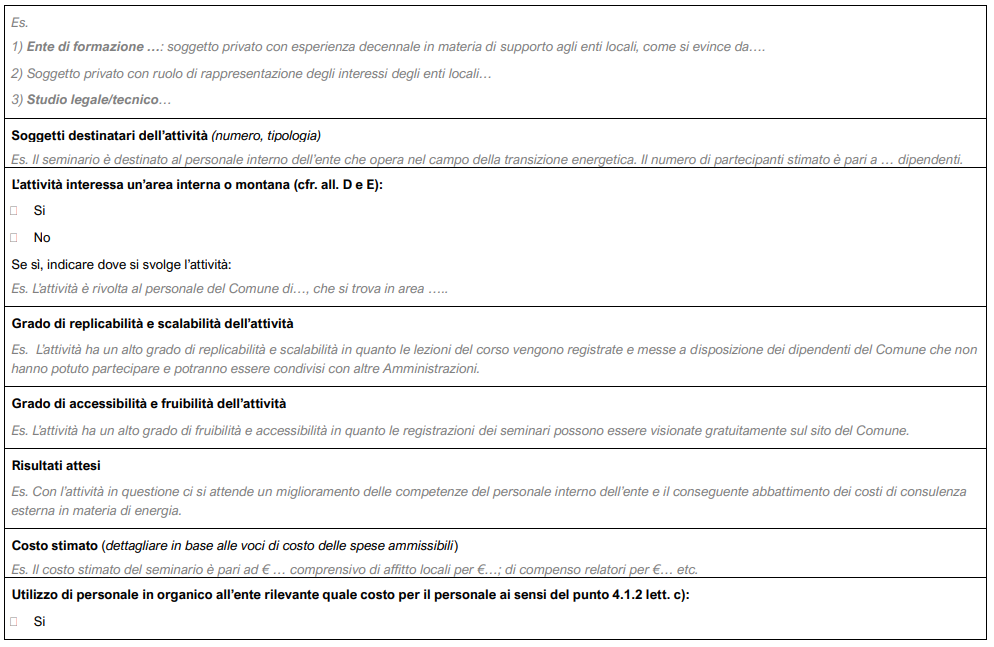 Es.
1) Ente di formazione …: soggetto privato con esperienza decennale in materia di supporto agli enti locali, come si evince da….
2) Soggetto privato con ruolo di rappresentazione degli interessi degli enti locali…
3) Studio legale/tecnico…
Soggetti destinatari dell’attività (numero, tipologia)
Es. Il seminario è destinato al personale interno dell’ente che opera nel campo della transizione energetica. Il numero di partecipanti stimato è pari a … dipendenti.
L’attività interessa un’area interna o montana (cfr. all. D e E):
Si
No
Se sì, indicare dove si svolge l’attività:
Es. L’attività è rivolta al personale del Comune di…, che si trova in area …..
Grado di replicabilità e scalabilità dell’attività
Es. L’attività ha un alto grado di replicabilità e scalabilità in quanto le lezioni del corso vengono registrate e messe a disposizione dei dipendenti del Comune che non
hanno potuto partecipare e potranno essere condivisi con altre Amministrazioni.
Grado di accessibilità e fruibilità dell’attività
Es. L’attività ha un alto grado di fruibilità e accessibilità in quanto le registrazioni dei seminari possono essere visionate gratuitamente sul sito del Comune.
Risultati attesi
Es. Con l’attività in questione ci si attende un miglioramento delle competenze del personale interno dell’ente e il conseguente abbattimento dei costi di consulenza
esterna in materia di energia.
Costo stimato (dettagliare in base alle voci di costo delle spese ammissibili)
Es. Il costo stimato del seminario è pari ad € … comprensivo di affitto locali per €…; di compenso relatori per €… etc.
Utilizzo di personale in organico all’ente rilevante quale costo per il personale ai sensi del punto 4.1.2 lett. c):
Si